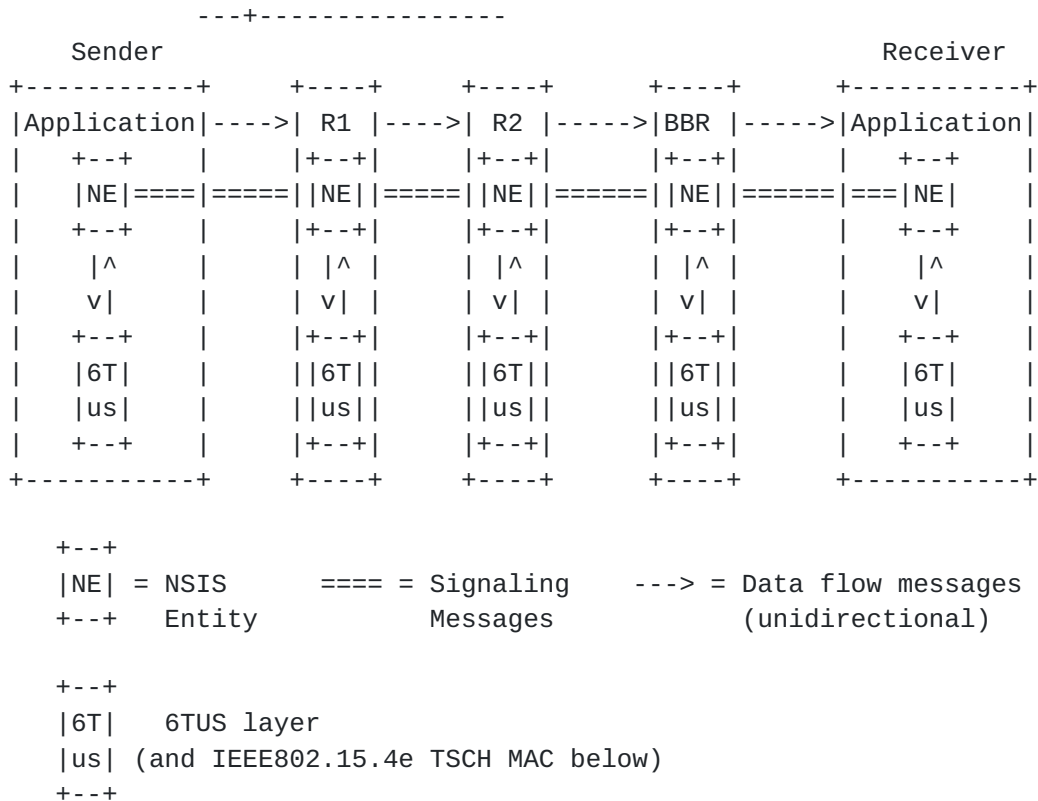 ---+----------------
    Sender                                              Receiver
+-----------+     +----+     +----+      +----+      +-----------+
|Application|---->| R1 |---->| R2 |----->|BBR |----->|Application|
|   +--+    |     |+--+|     |+--+|      |+--+|      |   +--+    |
|   |NE|====|=====||NE||=====||NE||======||NE||======|===|NE|    |
|   +--+    |     |+--+|     |+--+|      |+--+|      |   +--+    |
|    |^     |     | |^ |     | |^ |      | |^ |      |    |^     |
|    v|     |     | v| |     | v| |      | v| |      |    v|     |
|   +--+    |     |+--+|     |+--+|      |+--+|      |   +--+    |
|   |6T|    |     ||6T||     ||6T||      ||6T||      |   |6T|    |
|   |us|    |     ||us||     ||us||      ||us||      |   |us|    |
|   +--+    |     |+--+|     |+--+|      |+--+|      |   +--+    |
+-----------+     +----+     +----+      +----+      +-----------+

   +--+
   |NE| = NSIS      ==== = Signaling    ---> = Data flow messages
   +--+   Entity           Messages            (unidirectional)

   +--+
   |6T|   6TUS layer
   |us| (and IEEE802.15.4e TSCH MAC below)
   +--+